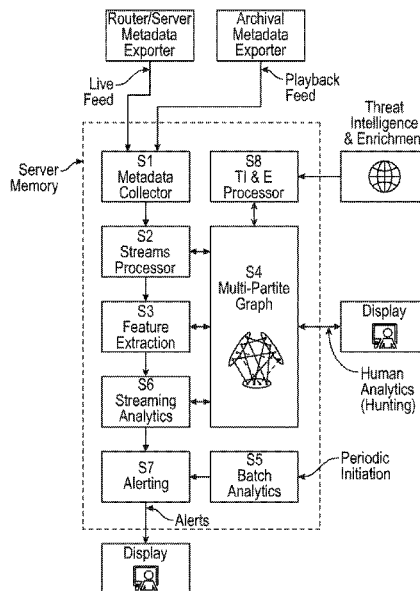 Router/Server
Metadata
Exporter
Archival
Metadata
Exporter
Live
Feed
Playback
Feed
Threat
Intelligence
& Enrichment
Server
Memory
S1
Metadata
Collector
S8
TI & E
Processor
S2
Streams
Processor
S4
Multi-Partite
Graph
S3
Feature
Extraction
Display
Human
Analytics
(Hunting)
S6
Streaming
Analytics
S7
Alerting
S5
Batch
Analytics
Periodic
Initiation
Alerts
Display